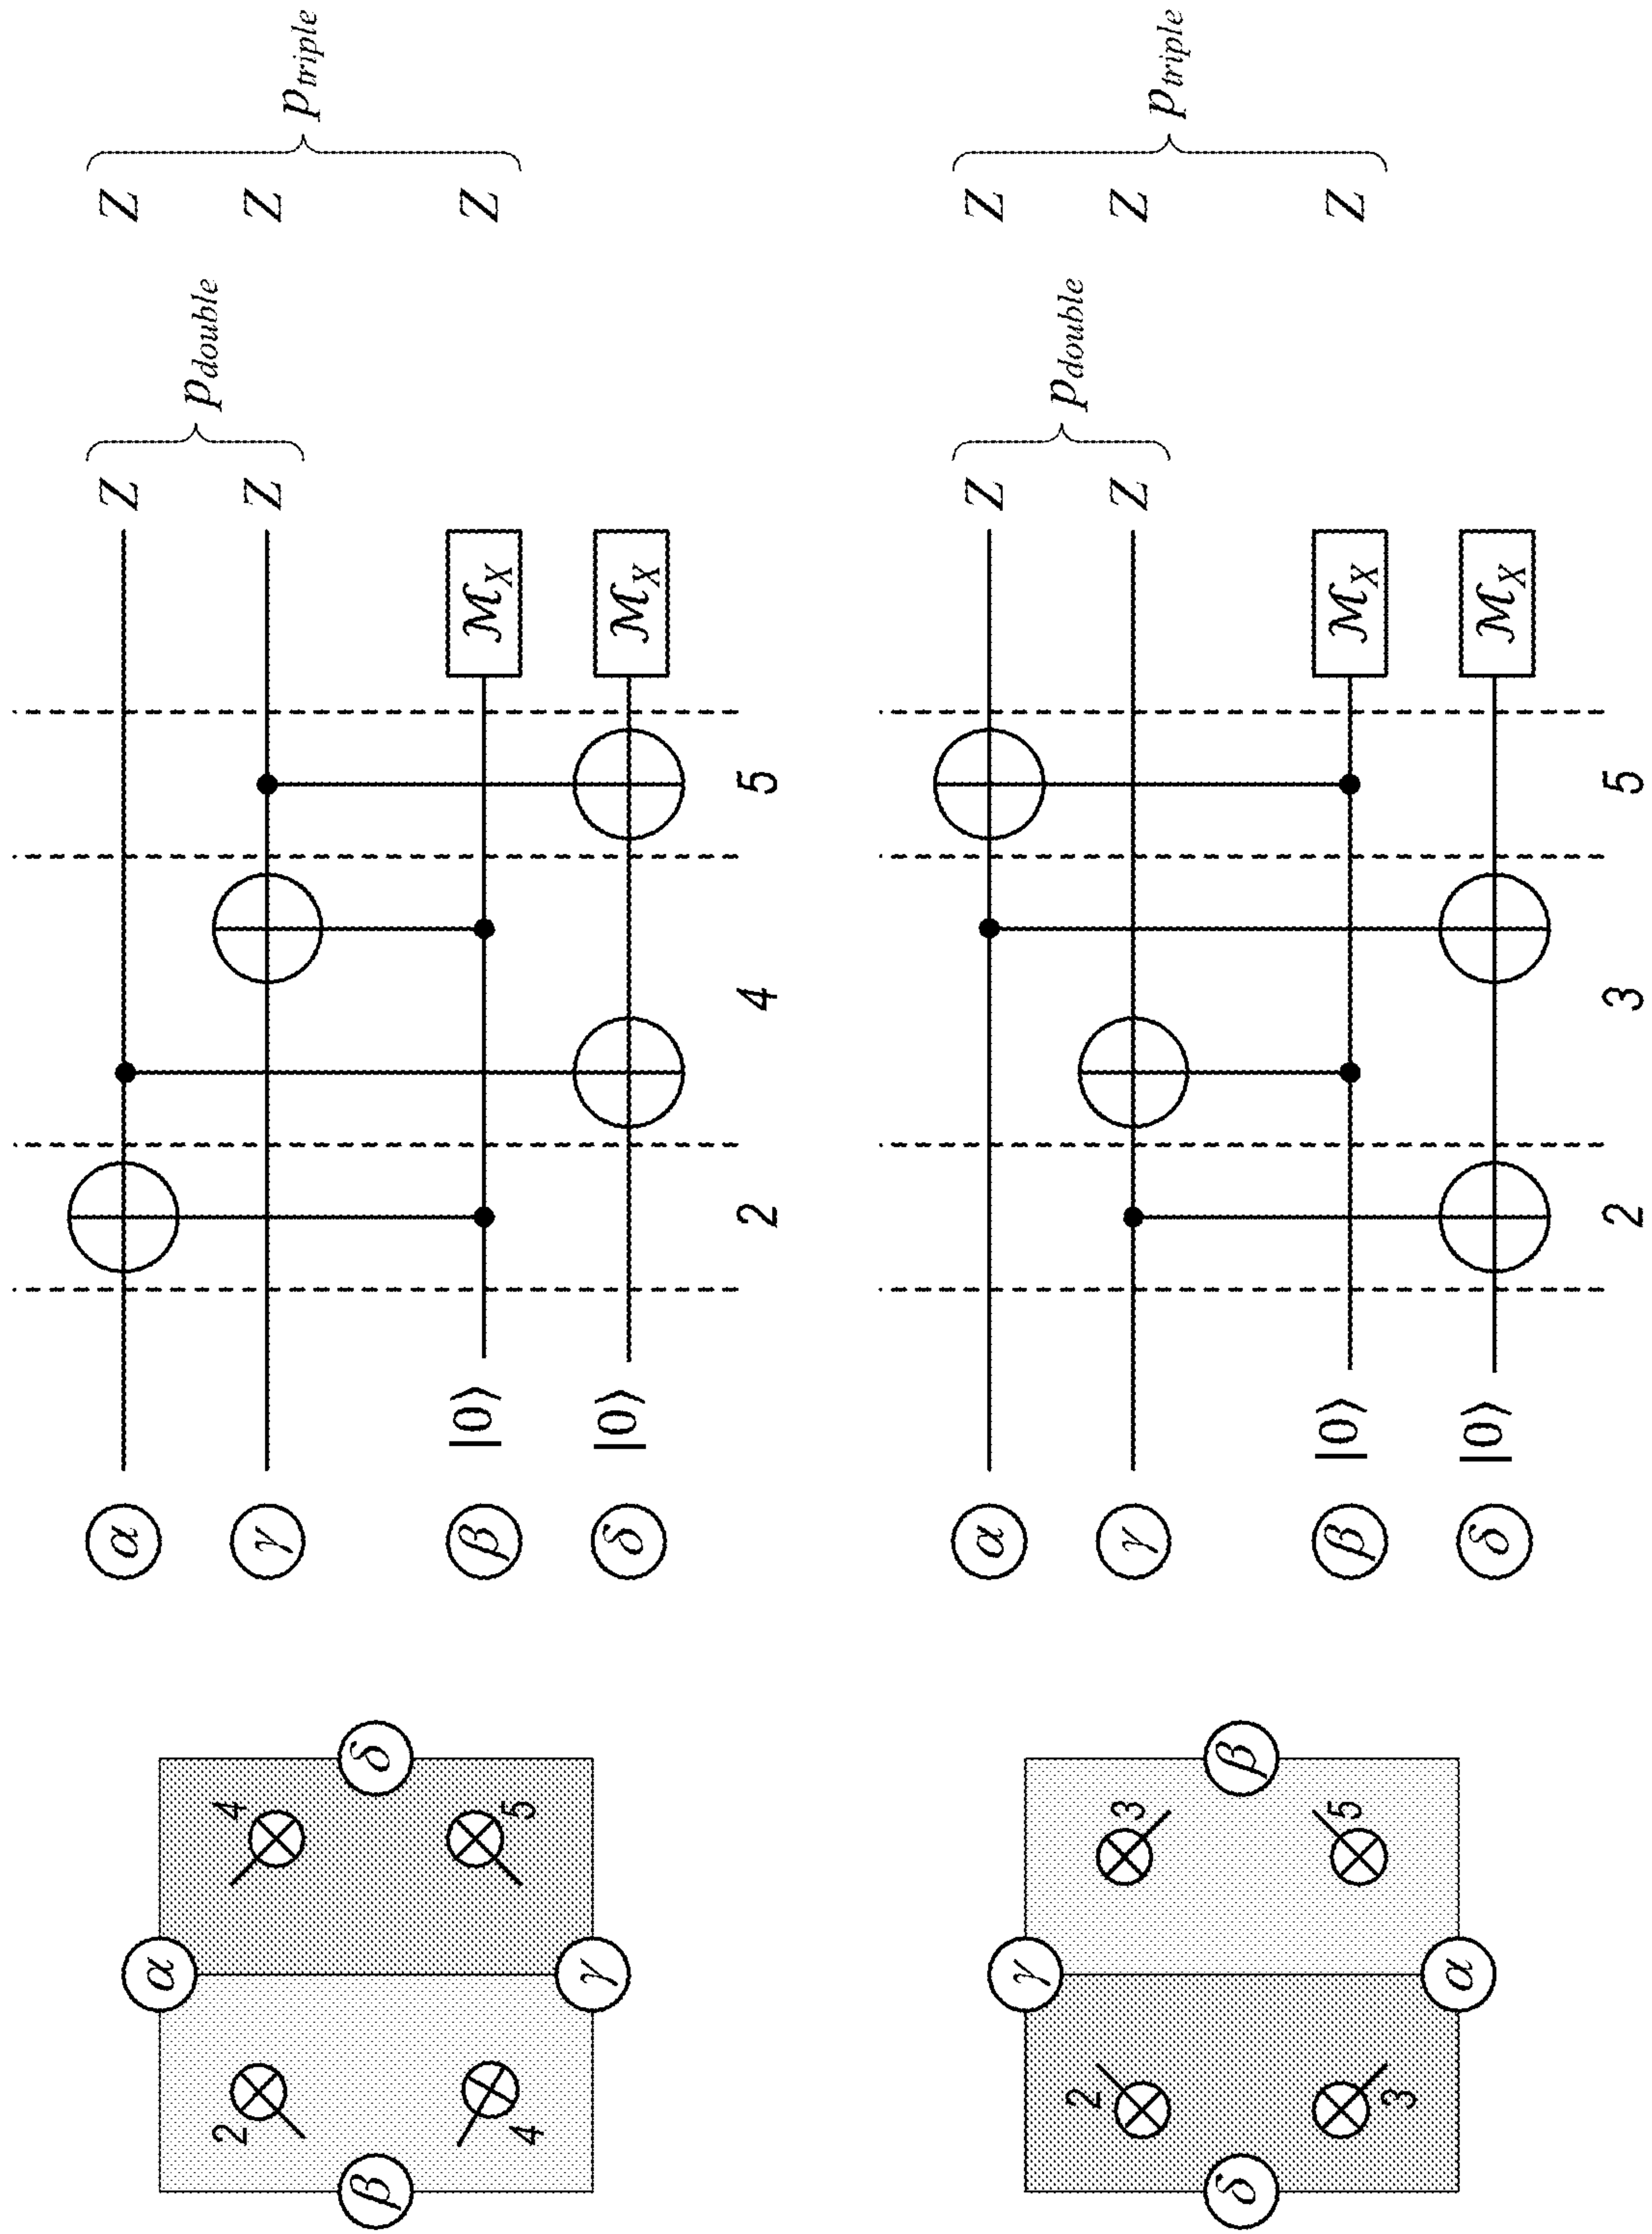 α
2 4
β δ
4 5
γ
α Z Z
p_double
γ Z Z
p_triple
β |0⟩ ℳ_X Z
δ |0⟩ ℳ_X
2 4 5
γ
2 3
δ β
3 5
α
α Z Z
p_double
γ Z Z
p_triple
β |0⟩ ℳ_X Z
δ |0⟩ ℳ_X
2 3 5